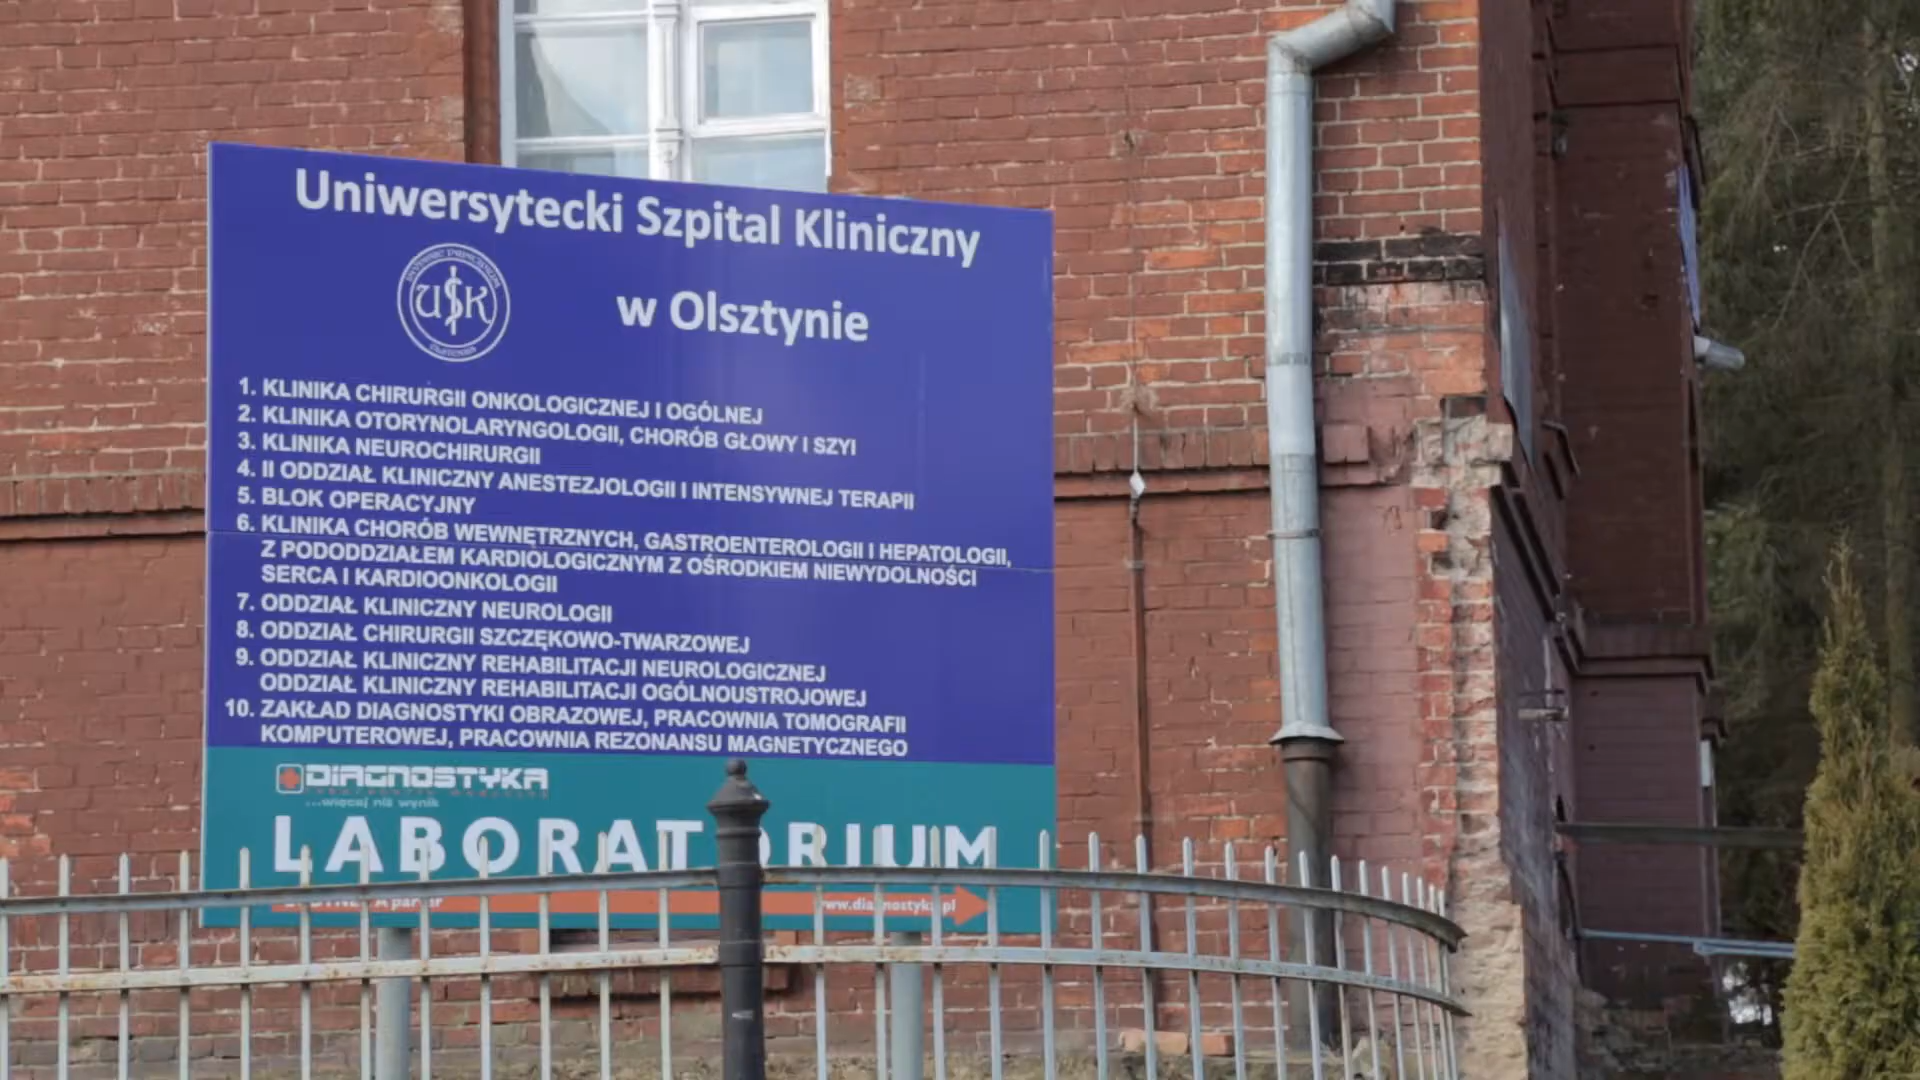 Uniwersytecki Szpital Kliniczny
USK
w Olsztynie
1. KLINIKA CHIRURGII ONKOLOGICZNEJ I OGÓLNEJ
2. KLINIKA OTORYNOLARYNGOLOGII, CHORÓB GŁOWY I SZYI
3. KLINIKA NEUROCHIRURGII
4. II ODDZIAŁ KLINICZNY ANESTEZJOLOGII I INTENSYWNEJ TERAPII
5. BLOK OPERACYJNY
6. KLINIKA CHORÓB WEWNĘTRZNYCH, GASTROENTEROLOGII I HEPATOLOGII,
Z PODODDZIAŁEM KARDIOLOGICZNYM Z OŚRODKIEM NIEWYDOLNOŚCI
SERCA I KARDIOONKOLOGII
7. ODDZIAŁ KLINICZNY NEUROLOGII
8. ODDZIAŁ CHIRURGII SZCZĘKOWO-TWARZOWEJ
9. ODDZIAŁ KLINICZNY REHABILITACJI NEUROLOGICZNEJ
ODDZIAŁ KLINICZNY REHABILITACJI OGÓLNOUSTROJOWEJ
10. ZAKŁAD DIAGNOSTYKI OBRAZOWEJ, PRACOWNIA TOMOGRAFII
KOMPUTEROWEJ, PRACOWNIA REZONANSU MAGNETYCZNEGO
DIAGNOSTYKA
...więcej niż wynik
LABORATORIUM
www.diagnostyka.pl